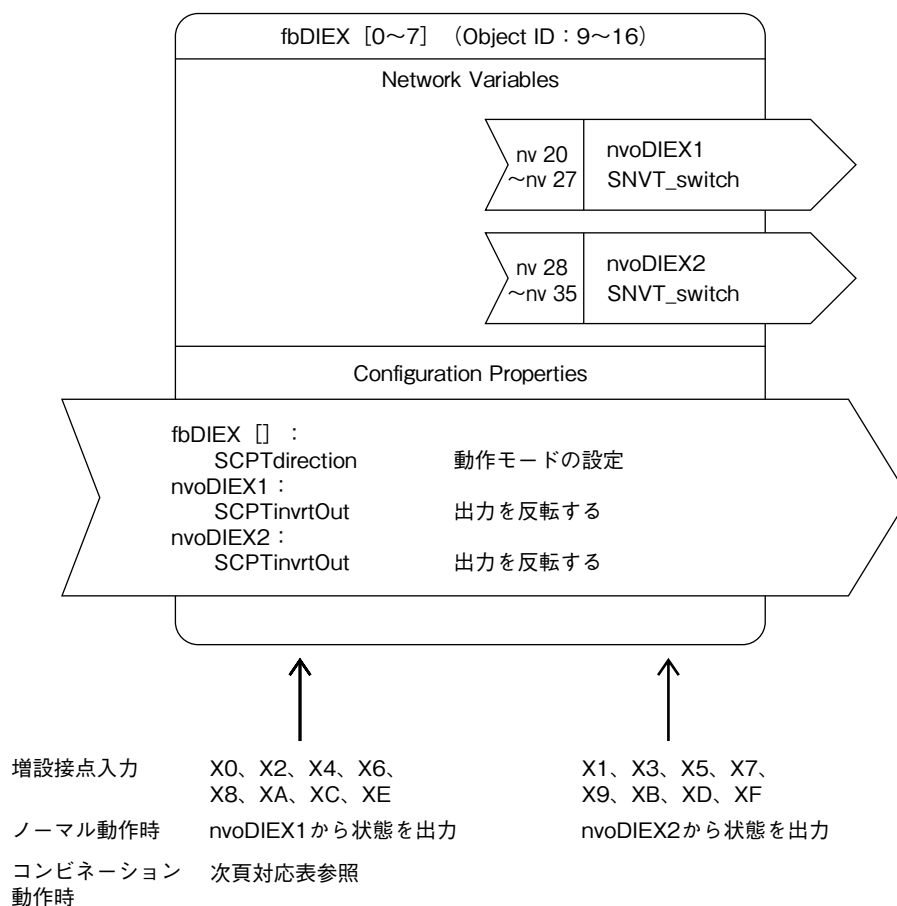 fbDIEX [0～7] （Object ID：9～16）
Network Variables
nv 20
～nv 27
nvoDIEX1
SNVT_switch
nv 28
～nv 35
nvoDIEX2
SNVT_switch
Configuration Properties
fbDIEX [] ：
SCPTdirection 動作モードの設定
nvoDIEX1：
SCPTinvrtOut 出力を反転する
nvoDIEX2：
SCPTinvrtOut 出力を反転する
増設接点入力 X0、X2、X4、X6、 X1、X3、X5、X7、
X8、XA、XC、XE X9、XB、XD、XF
ノーマル動作時 nvoDIEX1から状態を出力 nvoDIEX2から状態を出力
コンビネーション 次頁対応表参照
動作時